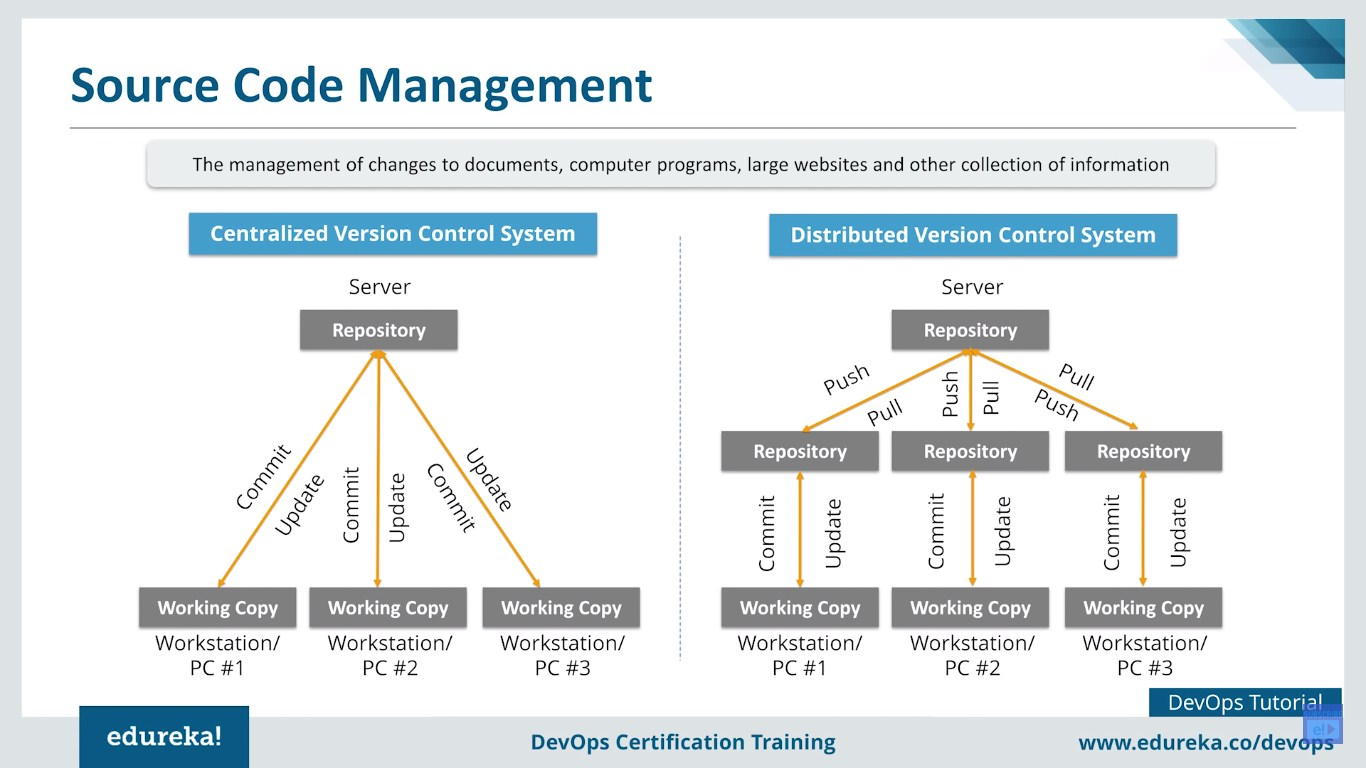 Source Code Management
The management of changes to documents, computer programs, large websites and other collection of information
Centralized Version Control System
Server
Repository
Commit
Update
Commit
Update
Commit
Update
Working Copy
Working Copy
Working Copy
Workstation/
PC #1
Workstation/
PC #2
Workstation/
PC #3
Distributed Version Control System
Server
Repository
Push
Pull
Push
Pull
Pull
Push
Repository
Repository
Repository
Commit
Update
Commit
Update
Commit
Update
Working Copy
Working Copy
Working Copy
Workstation/
PC #1
Workstation/
PC #2
Workstation/
PC #3
DevOps Tutorial
edureka!
DevOps Certification Training
www.edureka.co/devops
e!